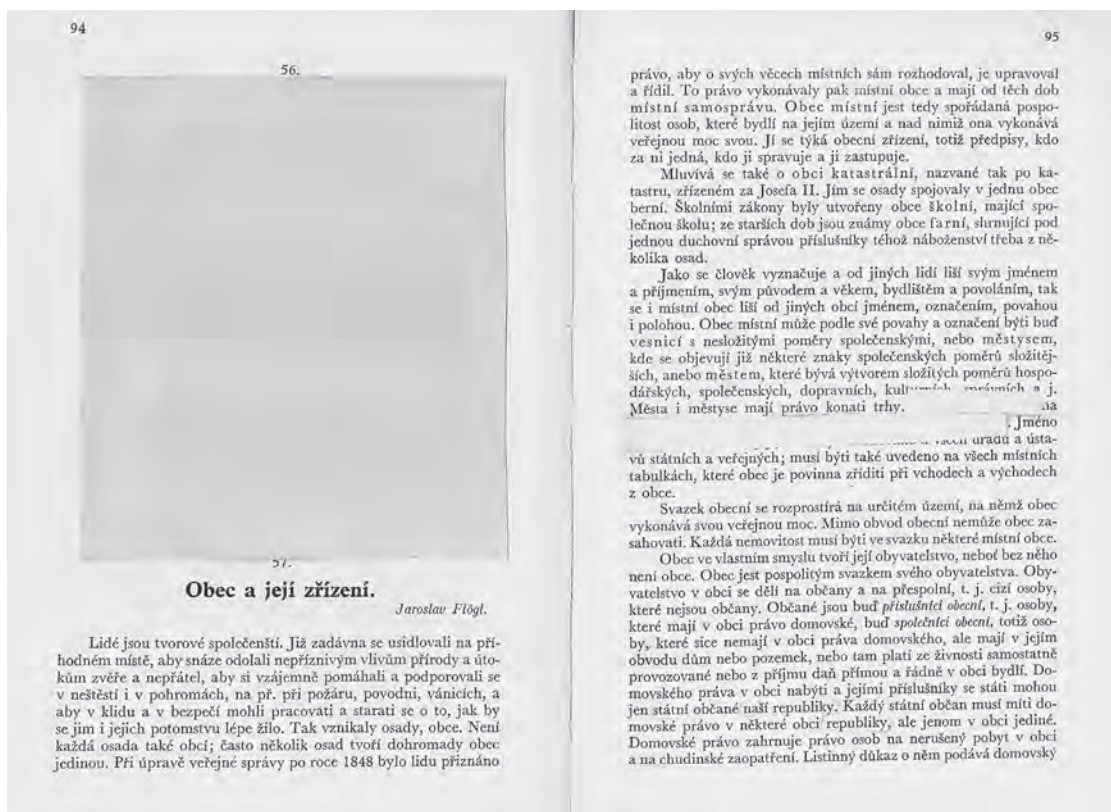 94
56.
57.
Obec a její zřízení.
Jaroslav Flögl.
Lidé jsou tvorové společenští. Již zadávna se usidlovali na pří-
hodném místě, aby snáze odolali nepříznivým vlivům přírody a úto-
kům zvěře a nepřátel, aby si vzájemně pomáhali a podporovali se
v neštěstí i v pohromách, na př. při požáru, povodni, vánicích, a
aby v klidu a v bezpečí mohli pracovati a starati se o to, jak by
se jim i jejich potomstvu lépe žilo. Tak vznikaly osady, obce. Není
každá osada také obcí; často několik osad tvoří dohromady obec
jedinou. Při úpravě veřejné správy po roce 1848 bylo lidu přiznáno
95
právo, aby o svých věcech místních sám rozhodoval, je upravoval
a řídil. To právo vykonávaly pak místní obce a mají od těch dob
místní samosprávu. Obec místní jest tedy spořádaná pospo-
litost osob, které bydlí na jejím území a nad nimiž ona vykonává
veřejnou moc svou. Jí se týká obecní zřízení, totiž předpisy, kdo
za ni jedná, kdo ji spravuje a ji zastupuje.
Mluvívá se také o obci katastrální, nazvané tak po ka-
tastru, zřízeném za Josefa II. Jím se osady spojovaly v jednu obec
berní. Školními zákony byly utvořeny obce školní, mající spo-
lečnou školu; ze starších dob jsou známy obce farní, shrnující pod
jednou duchovní správou příslušníky téhož náboženství třeba z ně-
kolika osad.
Jako se člověk vyznačuje a od jiných lidí liší svým jménem
a příjmením, svým původem a věkem, bydlištěm a povoláním, tak
se i místní obec liší od jiných obcí jménem, označením, povahou
i polohou. Obec místní může podle své povahy a označení býti buď
vesnicí s nesložitými poměry společenskými, nebo městysem,
kde se objevují již některé znaky společenských poměrů složitěj-
ších, anebo městem, které bývá výtvorem složitých poměrů hospo-
dářských, společenských, dopravních, a j.
Města i městyse mají právo konati trhy.
. Jméno
úřadů a ústa-
vů státních a veřejných; musí býti také uvedeno na všech místních
tabulkách, které obec je povinna zříditi při vchodech a východech
z obce.
Svazek obecní se rozprostírá na určitém území, na němž obec
vykonává svou veřejnou moc. Mimo obvod obecní nemůže obec za-
sahovati. Každá nemovitost musí býti ve svazku některé místní obce.
Obec ve vlastním smyslu tvoří její obyvatelstvo, neboť bez něho
není obce. Obec jest pospolitým svazkem svého obyvatelstva. Oby-
vatelstvo v obci se dělí na občany a na přespolní, t. j. cizí osoby,
které nejsou občany. Občané jsou buď příslušníci obecní, t. j. osoby,
které mají v obci právo domovské, buď společníci obecní, totiž oso-
by, které sice nemají v obci práva domovského, ale mají v jejím
obvodu dům nebo pozemek, nebo tam platí ze živnosti samostatně
provozované nebo z příjmu daň přímou a řádně v obci bydlí. Do-
movského práva v obci nabýti a jejími příslušníky se státi mohou
jen státní občané naší republiky. Každý státní občan musí míti do-
movské právo v některé obci republiky, ale jenom v obci jediné.
Domovské právo zahrnuje právo osob na nerušený pobyt v obci
a na chudinské zaopatření. Listinný důkaz o něm podává domovský